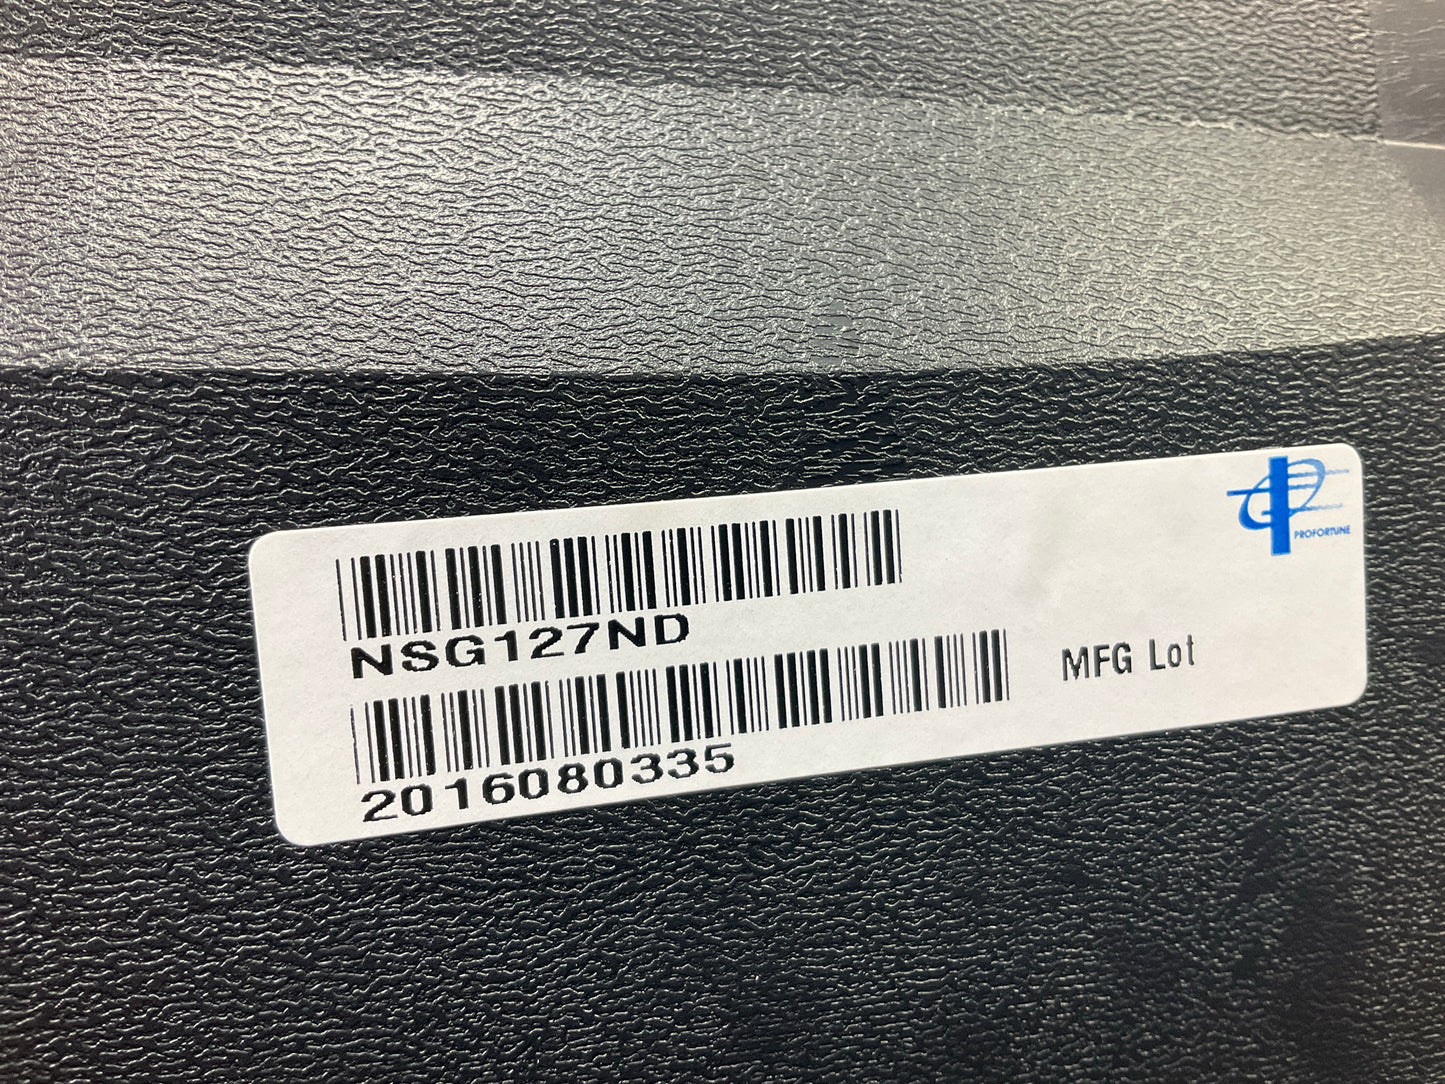 PROFORTUNE
NSG127ND
MFG Lot
2016080335